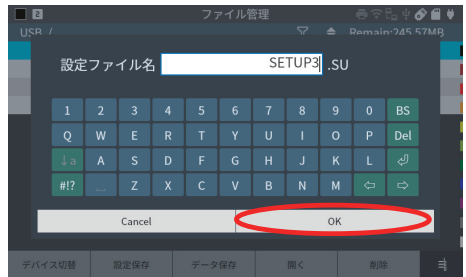 2 ファイル管理
USB / Remain:245.57MB
設定ファイル名 SETUP3 .SU
1 2 3 4 5 6 7 8 9 0 BS
Q W E R T Y U I O P Del
↓a A S D F G H J K L
#!? _ Z X C V B N M ⇦ ⇨
Cancel OK
デバイス切替 設定保存 データ保存 開く 削除